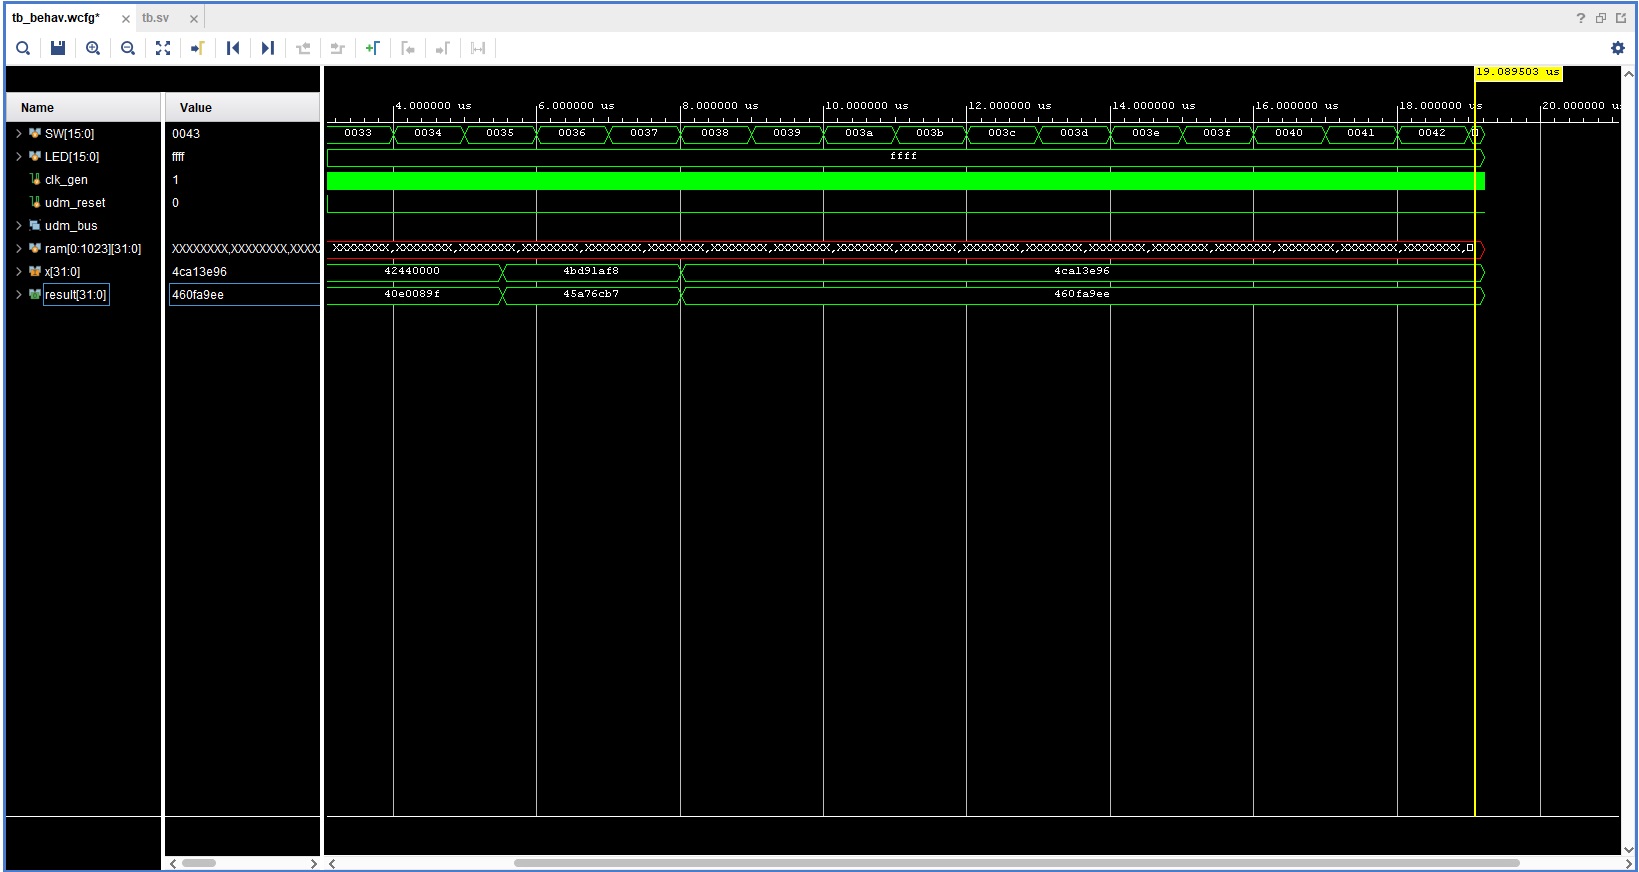 tb_behav.wcfg* × tb.sv × ?
19.089503 us
Name Value 4.000000 us 6.000000 us 8.000000 us 10.000000 us 12.000000 us 14.000000 us 16.000000 us 18.000000 us 20.000000 u
SW[15:0] 0043 0033 0034 0035 0036 0037 0038 0039 003a 003b 003c 003d 003e 003f 0040 0041 0042
LED[15:0] ffff ffff
clk_gen 1
udm_reset 0
udm_bus
ram[0:1023][31:0] XXXXXXXX,XXXXXXXX,XXXX XXXXXXXX,XXXXXXXX,XXXXXXXX,XXXXXXXX,XXXXXXXX,XXXXXXXX,XXXXXXXX,XXXXXXXX,XXXXXXXX,XXXXXXXX,XXXXXXXX,XXXXXXXX,XXXXXXXX,XXXXXXXX,XXXXXXXX,XXXXXXXX,XXXXXXXX,XXXXXXXX,
x[31:0] 4ca13e96 42440000 4bd91af8 4ca13e96
result[31:0] 460fa9ee 40e0089f 45a76cb7 460fa9ee